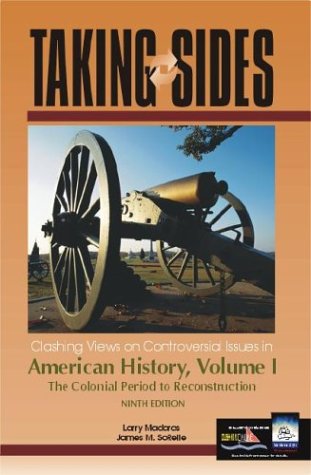 TAKING SIDES
Clashing Views on Controversial Issues in
American History, Volume I
The Colonial Period to Reconstruction
NINTH EDITION
Larry Madaras
James M. SoRelle